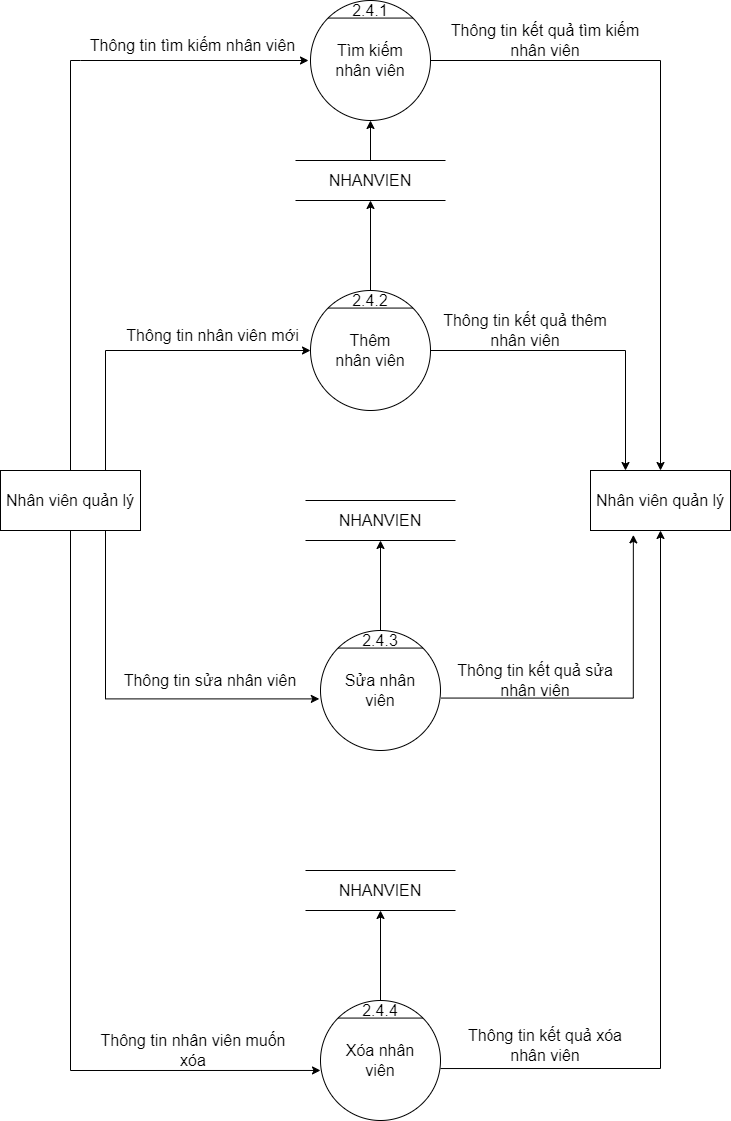 2.4.1
Thông tin tìm kiếm nhân viên
Tìm kiếm
nhân viên
Thông tin kết quả tìm kiếm
nhân viên
NHANVIEN
2.4.2
Thông tin nhân viên mới
Thêm
nhân viên
Thông tin kết quả thêm
nhân viên
Nhân viên quản lý
Nhân viên quản lý
NHANVIEN
2.4.3
Thông tin sửa nhân viên
Sửa nhân
viên
Thông tin kết quả sửa
nhân viên
NHANVIEN
2.4.4
Thông tin nhân viên muốn
xóa
Xóa nhân
viên
Thông tin kết quả xóa
nhân viên